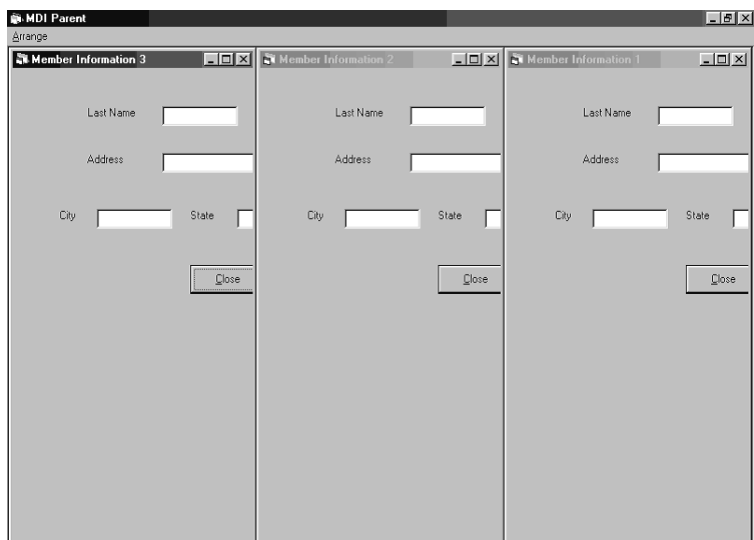 MDI Parent
Arrange
Member Information 3
Last Name
Address
City State
Close
Member Information 2
Last Name
Address
City State
Close
Member Information 1
Last Name
Address
City State
Close